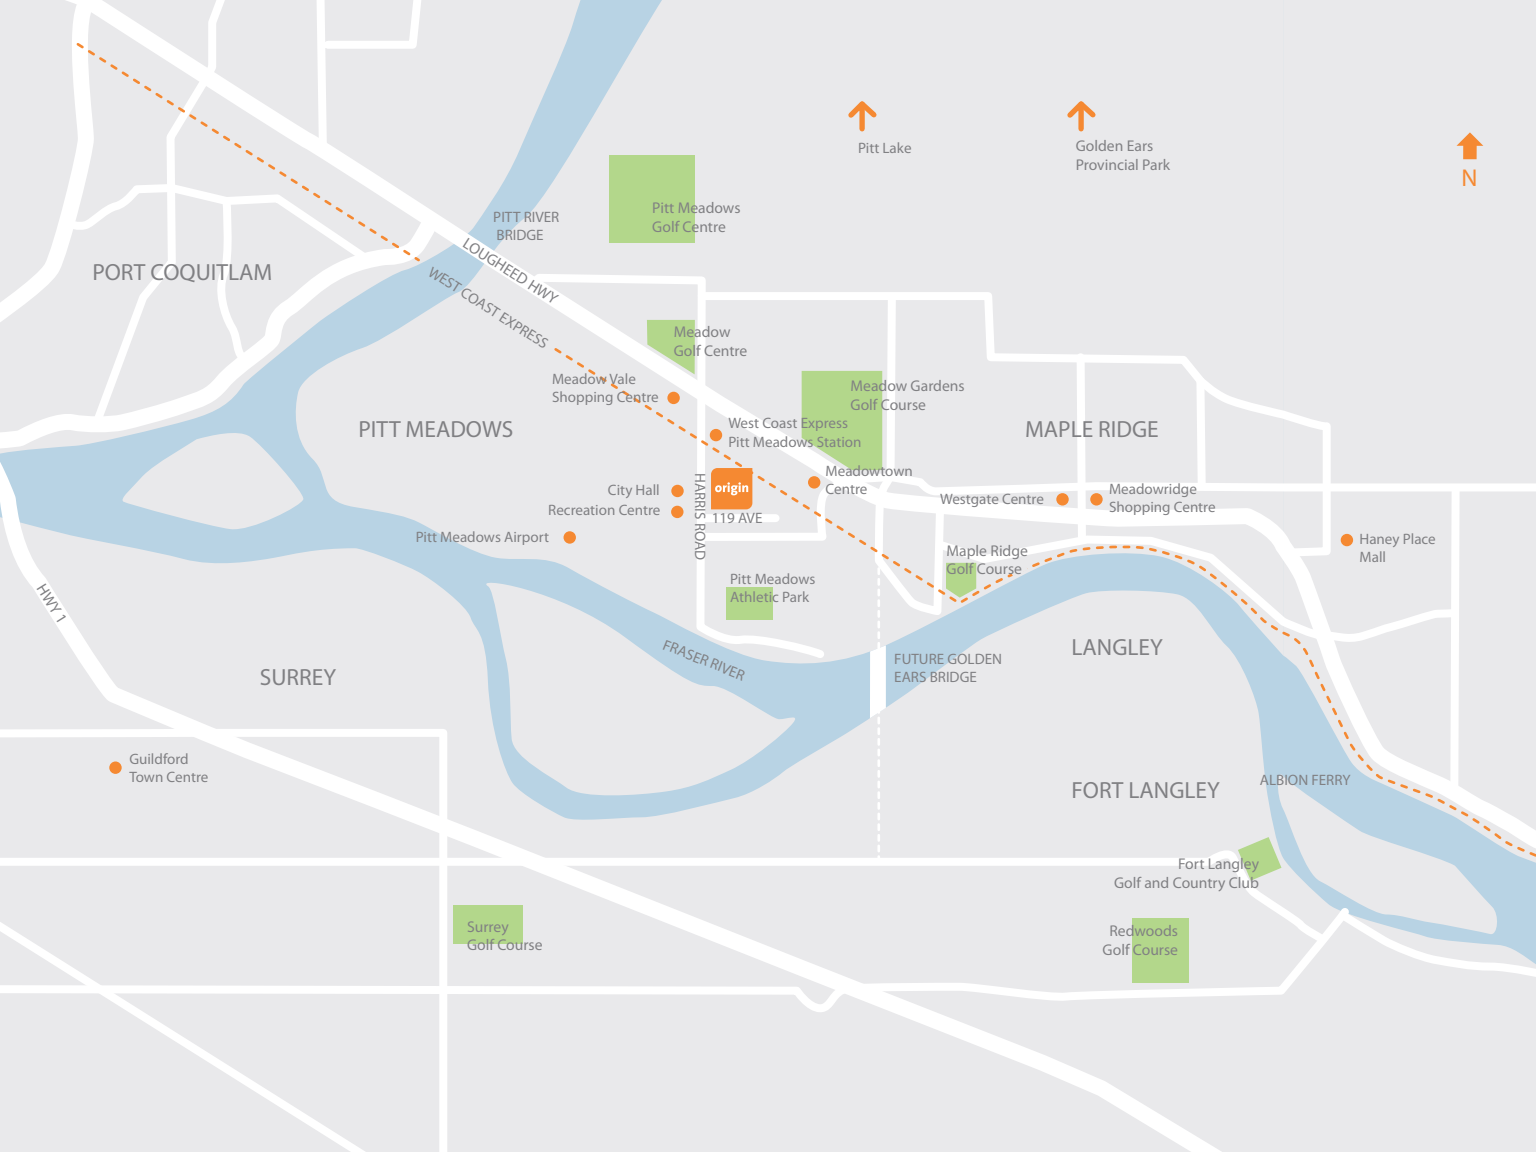 Pitt Lake
Golden Ears
Provincial Park
N
Pitt Meadows
Golf Centre
PITT RIVER
BRIDGE
LOUGHEED HWY
PORT COQUITLAM
WEST COAST EXPRESS
Meadow
Golf Centre
Meadow Vale
Shopping Centre
Meadow Gardens
Golf Course
PITT MEADOWS
West Coast Express
Pitt Meadows Station
MAPLE RIDGE
Meadowtown
Centre
City Hall
Recreation Centre
HARRIS ROAD
origin
119 AVE
Westgate Centre
Meadowridge
Shopping Centre
Pitt Meadows Airport
Haney Place
Mall
Maple Ridge
Golf Course
Pitt Meadows
Athletic Park
HWY 1
FRASER RIVER
FUTURE GOLDEN
EARS BRIDGE
LANGLEY
SURREY
Guildford
Town Centre
FORT LANGLEY
ALBION FERRY
Fort Langley
Golf and Country Club
Surrey
Golf Course
Redwoods
Golf Course